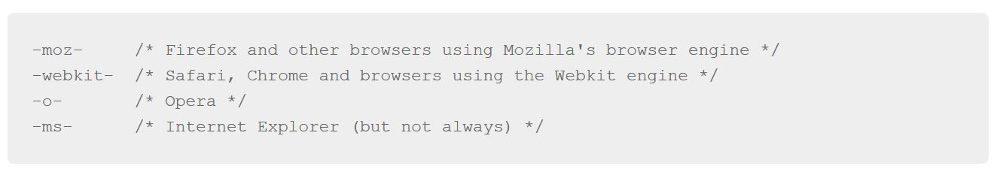 -moz-     /* Firefox and other browsers using Mozilla's browser engine */
-webkit-  /* Safari, Chrome and browsers using the Webkit engine */
-o-       /* Opera */
-ms-      /* Internet Explorer (but not always) */